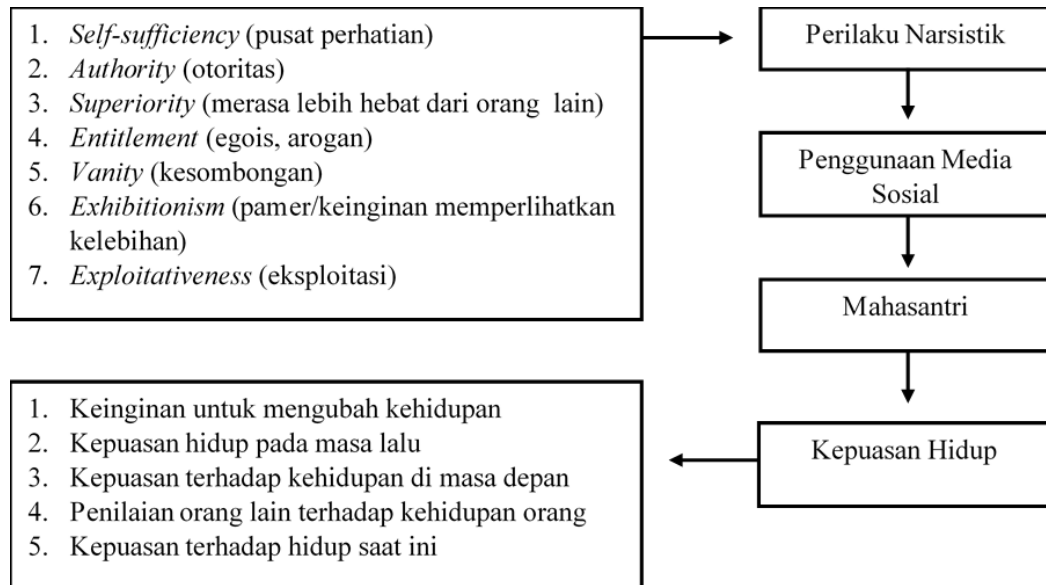 1. Self-sufficiency (pusat perhatian)
2. Authority (otoritas)
3. Superiority (merasa lebih hebat dari orang lain)
4. Entitlement (egois, arogan)
5. Vanity (kesombongan)
6. Exhibitionism (pamer/keinginan memperlihatkan
kelebihan)
7. Exploitativeness (eksploitasi)
Perilaku Narsistik
Penggunaan Media
Sosial
Mahasantri
Kepuasan Hidup
1. Keinginan untuk mengubah kehidupan
2. Kepuasan hidup pada masa lalu
3. Kepuasan terhadap kehidupan di masa depan
4. Penilaian orang lain terhadap kehidupan orang
5. Kepuasan terhadap hidup saat ini